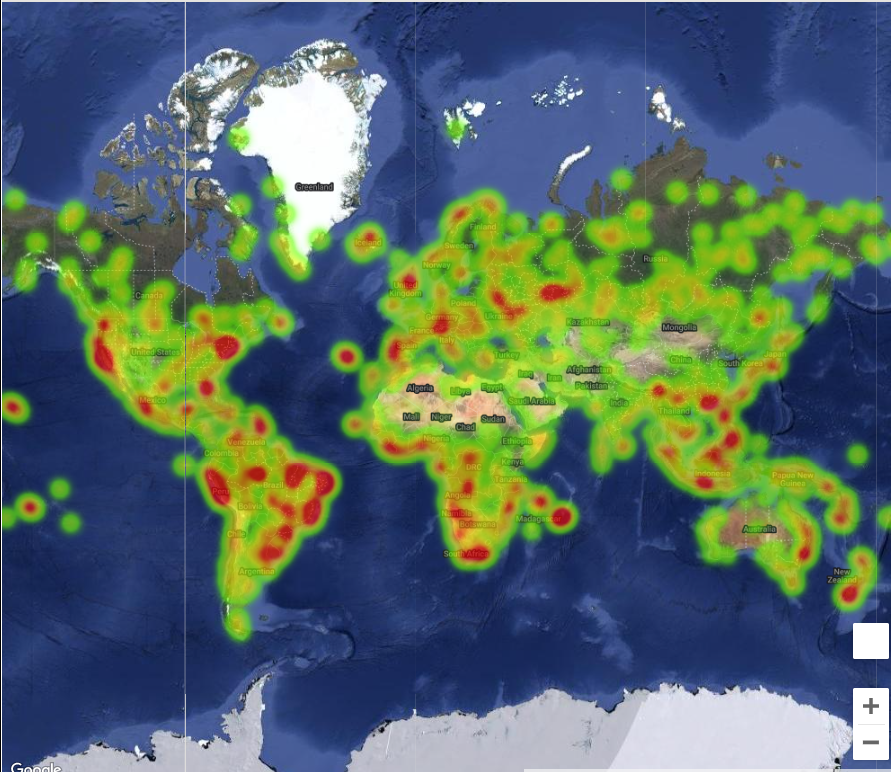 Greenland
Iceland
Finland
Sweden
Norway
Russia
United
Kingdom
Canada
Poland
Germany
Ukraine
Kazakhstan
Mongolia
France
Italy
United States
Turkey
China
Japan
South Korea
Afghanistan
Iraq
Iran
Pakistan
Algeria
Libya
Egypt
Saudi Arabia
India
Mexico
Mali
Niger
Chad
Sudan
Thailand
Nigeria
Ethiopia
Venezuela
Colombia
Kenya
DRC
Indonesia
Papua New
Guinea
Tanzania
Brazil
Peru
Angola
Bolivia
Namibia
Botswana
Madagascar
Australia
Chile
South Africa
Argentina
New
Zealand
Google